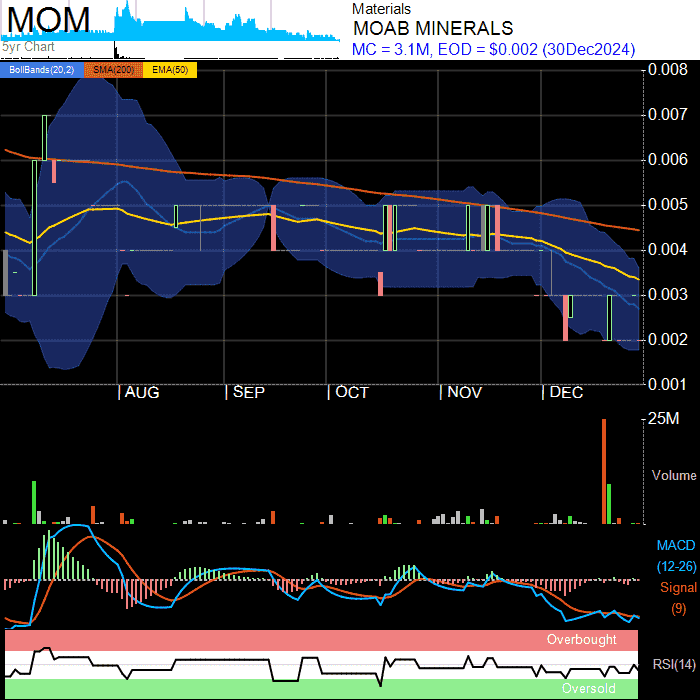 MOM
5yr Chart
Materials
MOAB MINERALS
MC = 3.1M, EOD = $0.002 (30Dec2024)
BollBands(20,2) SMA(200) EMA(50)
0.008
0.007
0.006
0.005
0.004
0.003
0.002
0.001
AUG SEP OCT NOV DEC
25M
Volume
MACD
(12-26)
Signal
(9)
Overbought
RSI(14)
Oversold